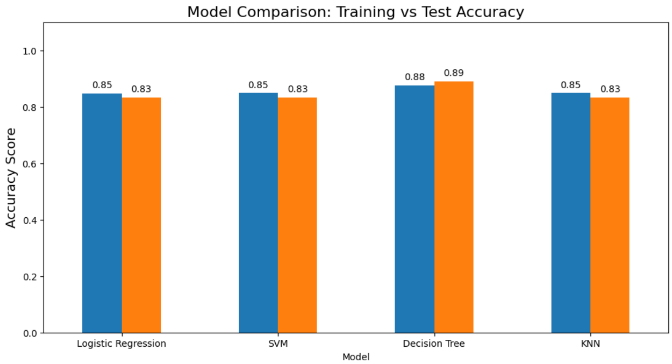 Model Comparison: Training vs Test Accuracy
Accuracy Score
1.0
0.8
0.6
0.4
0.2
0.0
0.85 0.83 0.85 0.83 0.88 0.89 0.85 0.83
Logistic Regression SVM Decision Tree KNN
Model